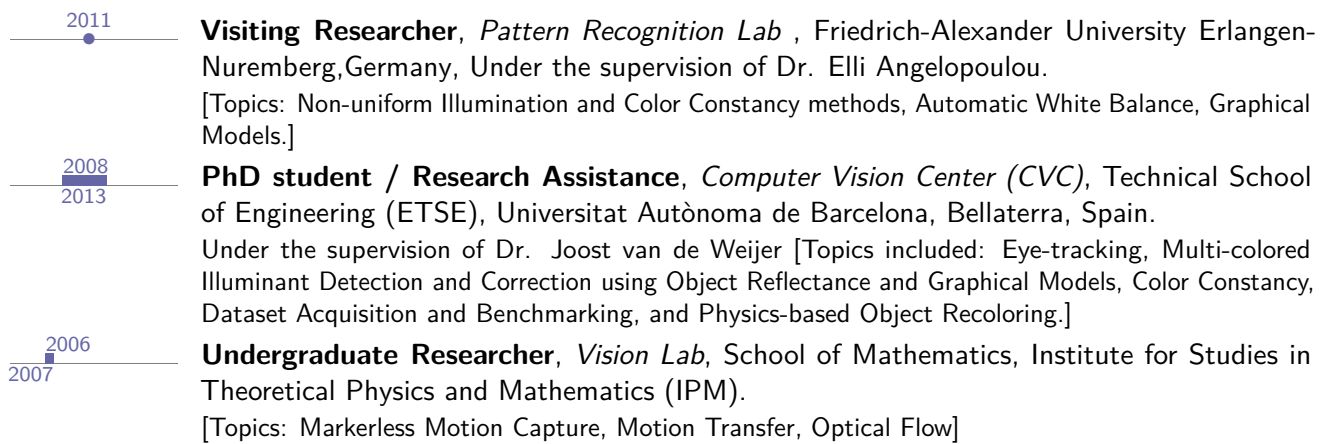 2011
Visiting Researcher, Pattern Recognition Lab , Friedrich-Alexander University Erlangen-
Nuremberg,Germany, Under the supervision of Dr. Elli Angelopoulou.
[Topics: Non-uniform Illumination and Color Constancy methods, Automatic White Balance, Graphical
Models.]
2008
2013
PhD student / Research Assistance, Computer Vision Center (CVC), Technical School
of Engineering (ETSE), Universitat Autònoma de Barcelona, Bellaterra, Spain.
Under the supervision of Dr. Joost van de Weijer [Topics included: Eye-tracking, Multi-colored
Illuminant Detection and Correction using Object Reflectance and Graphical Models, Color Constancy,
Dataset Acquisition and Benchmarking, and Physics-based Object Recoloring.]
2006
2007
Undergraduate Researcher, Vision Lab, School of Mathematics, Institute for Studies in
Theoretical Physics and Mathematics (IPM).
[Topics: Markerless Motion Capture, Motion Transfer, Optical Flow]